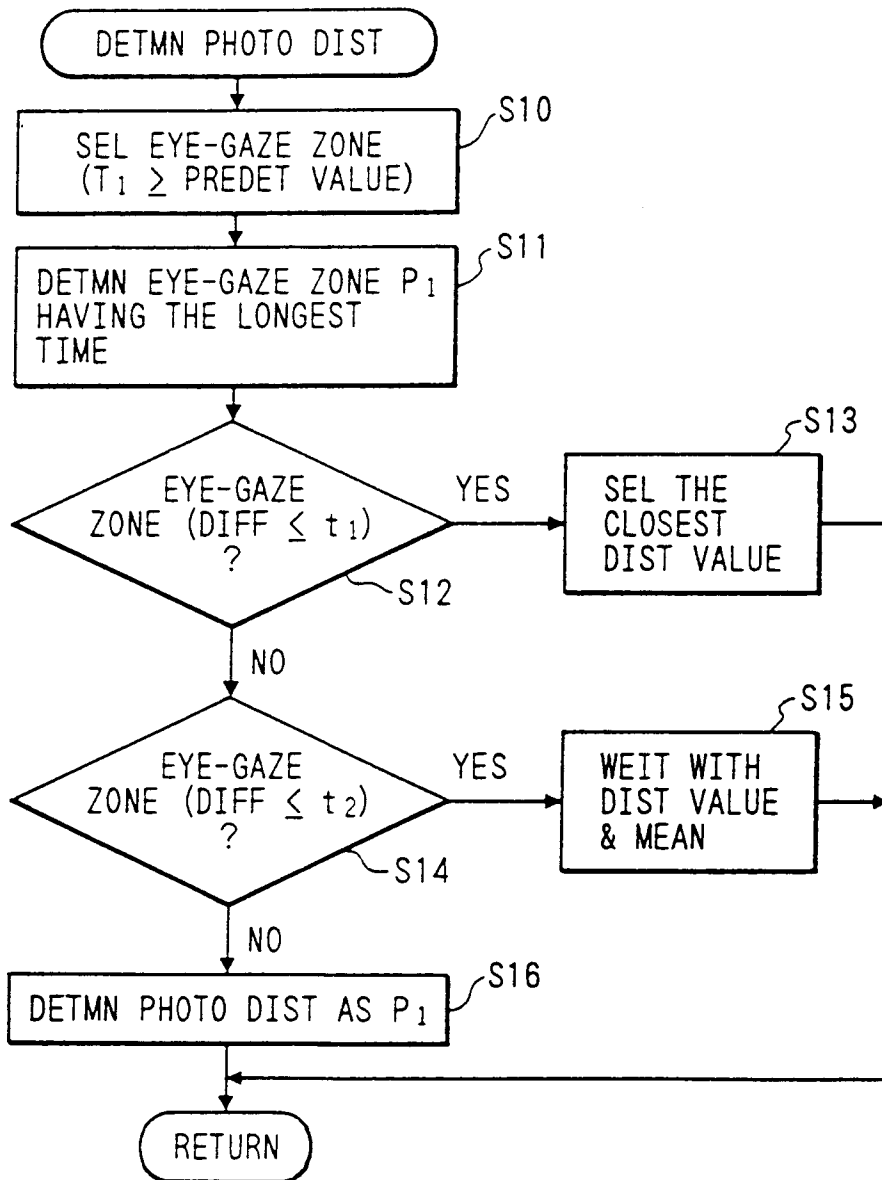 DETMN PHOTO DIST
S10
SEL EYE-GAZE ZONE
(T1 ≥ PREDET VALUE)
S11
DETMN EYE-GAZE ZONE P1
HAVING THE LONGEST
TIME
EYE-GAZE
ZONE (DIFF ≤ t1)
?
S12
YES
S13
SEL THE
CLOSEST
DIST VALUE
NO
EYE-GAZE
ZONE (DIFF ≤ t2)
?
S14
YES
S15
WEIT WITH
DIST VALUE
& MEAN
NO
S16
DETMN PHOTO DIST AS P1
RETURN